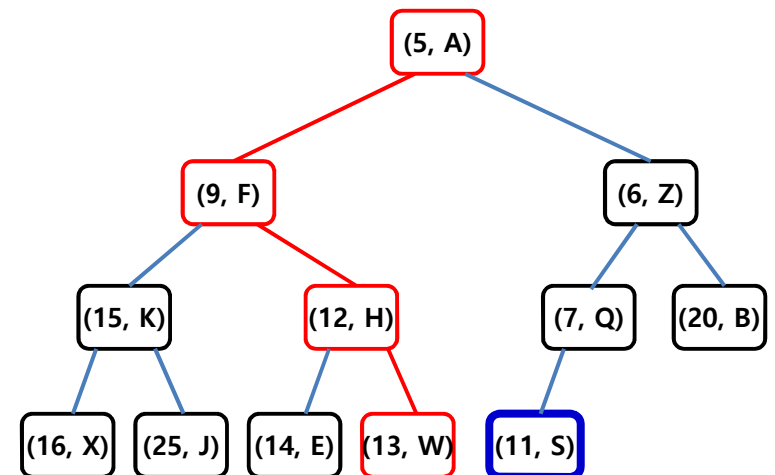 (5, A)
(9, F)
(6, Z)
(15, K)
(12, H)
(7, Q)
(20, B)
(16, X)
(25, J)
(14, E)
(13, W)
(11, S)